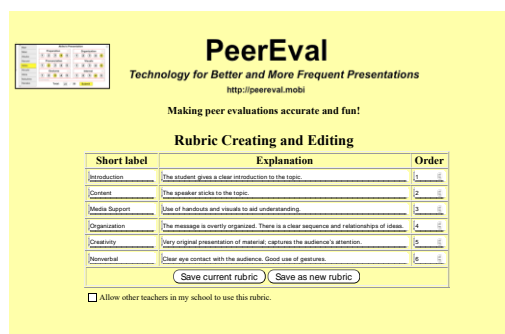 PeerEval
Technology for Better and More Frequent Presentations
http://peereval.mobi
Making peer evaluations accurate and fun!
Rubric Creating and Editing
Short label Explanation Order
Introduction The student gives a clear introduction to the topic. 1
Content The speaker sticks to the topic. 2
Media Support Use of handouts and visuals to aid understanding. 3
Organization The message is overtly organized. There is a clear sequence and relationships of ideas. 4
Creativity Very original presentation of material; captures the audience's attention. 5
Nonverbal Clear eye contact with the audience. Good use of gestures. 6
Save current rubric Save as new rubric
Allow other teachers in my school to use this rubric.